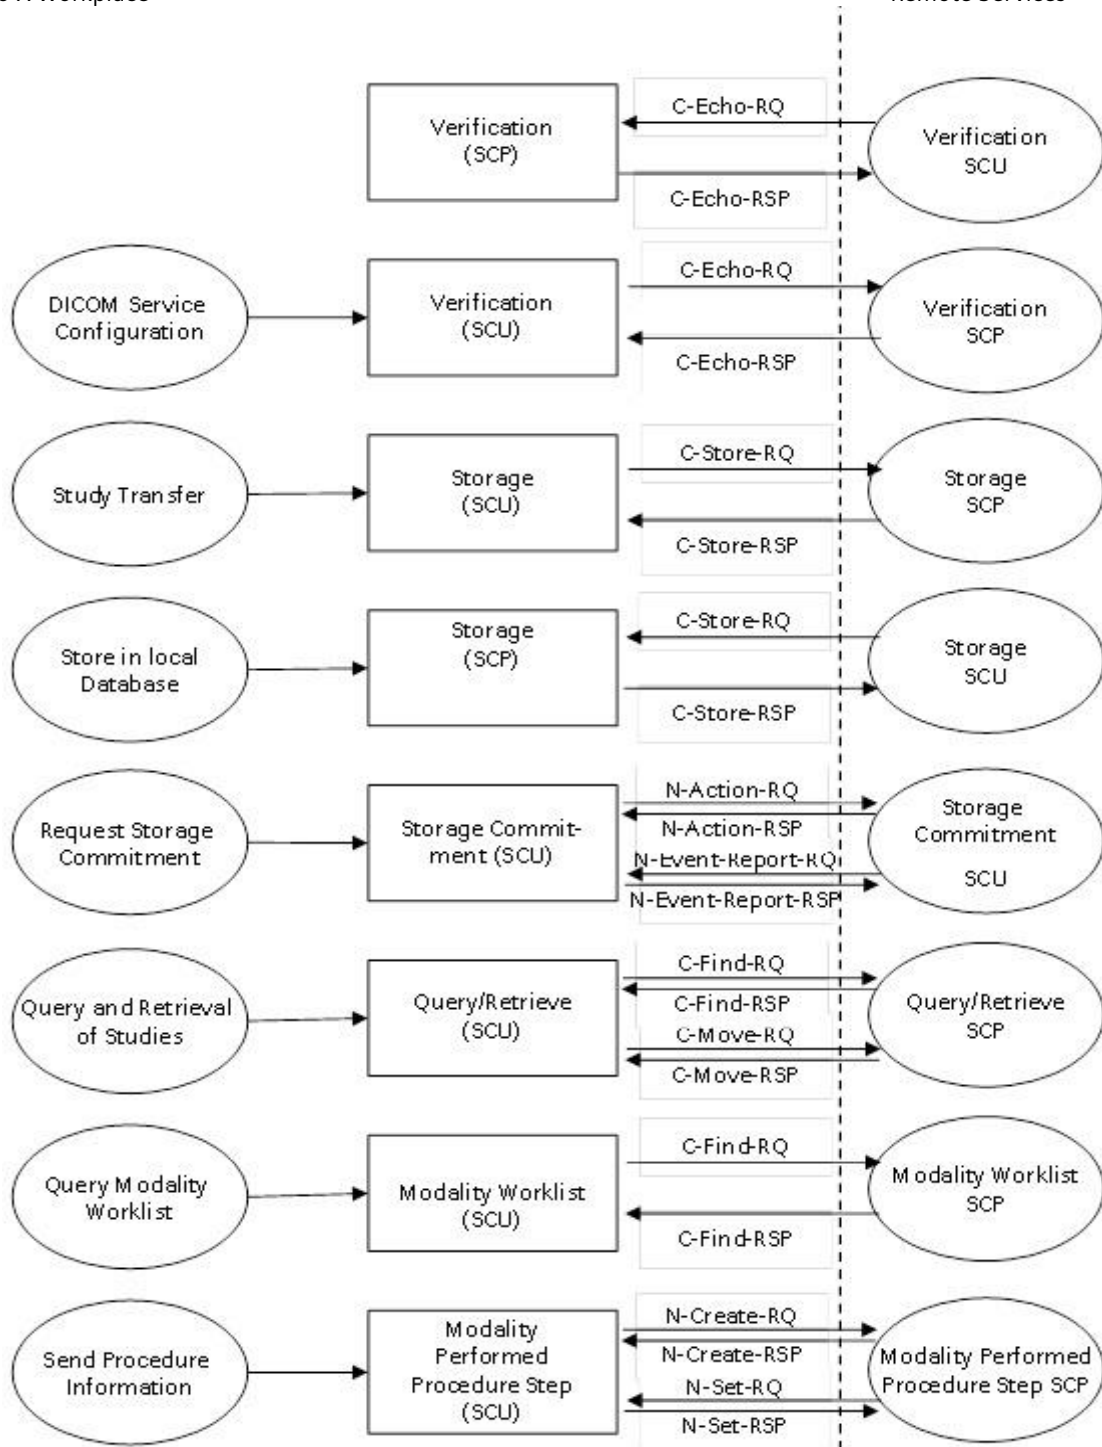 C-Echo-RQ
Verification
(SCP)
Verification
SCU
C-Echo-RSP
C-Echo-RQ
DICOM Service
Configuration
Verification
(SCU)
Verification
SCP
C-Echo-RSP
C-Store-RQ
Study Transfer
Storage
(SCU)
Storage
SCP
C-Store-RSP
C-Store-RQ
Store in local
Database
Storage
(SCP)
Storage
SCU
C-Store-RSP
N-Action-RQ
N-Action-RSP
Request Storage
Commitment
Storage Commit-
ment (SCU)
Storage
Commitment
SCU
N-Event-Report-RQ
N-Event-Report-RSP
C-Find-RQ
C-Find-RSP
Query and Retrieval
of Studies
Query/Retrieve
(SCU)
Query/Retrieve
SCP
C-Move-RQ
C-Move-RSP
C-Find-RQ
Query Modality
Worklist
Modality Worklist
(SCU)
Modality Worklist
SCP
C-Find-RSP
N-Create-RQ
N-Create-RSP
Send Procedure
Information
Modality
Performed
Procedure Step
(SCU)
Modality Performed
Procedure Step SCP
N-Set-RQ
N-Set-RSP